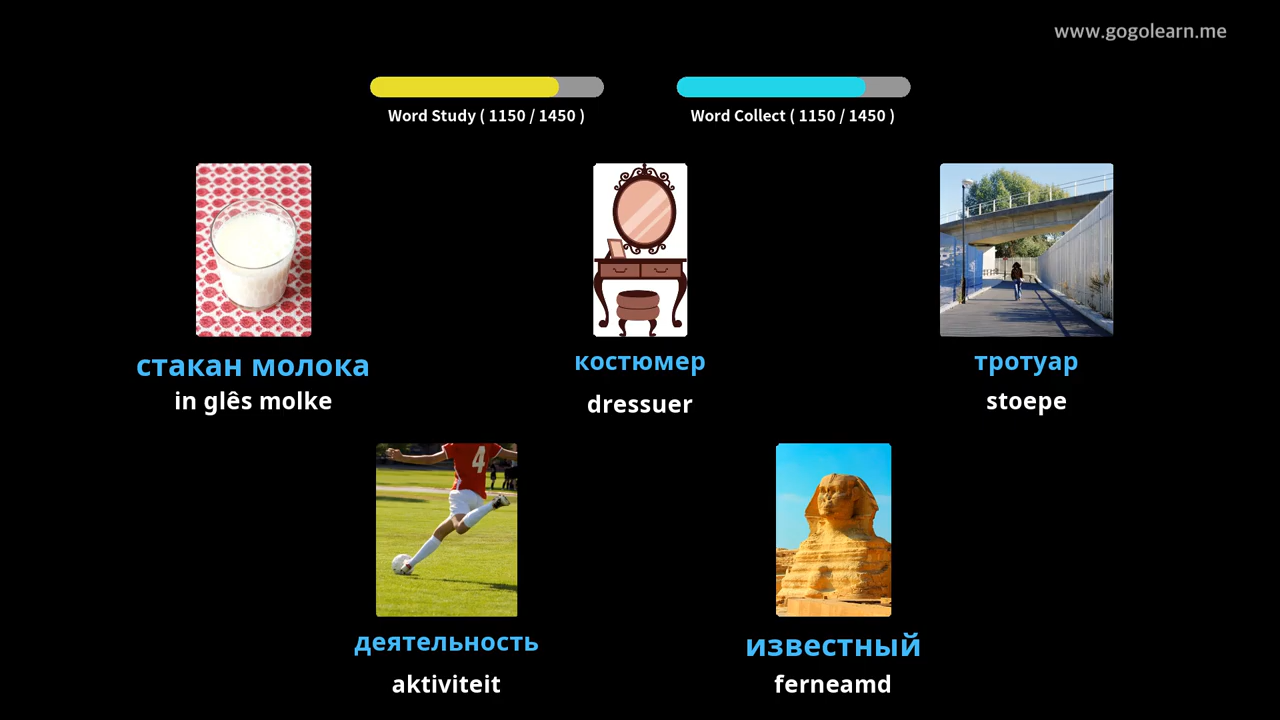 www.gogolearn.me
Word Study ( 1150 / 1450 )
Word Collect ( 1150 / 1450 )
стакан молока
in glês molke
костюмер
dressuer
тротуар
stoepe
4
деятельность
aktiviteit
известный
ferneamd